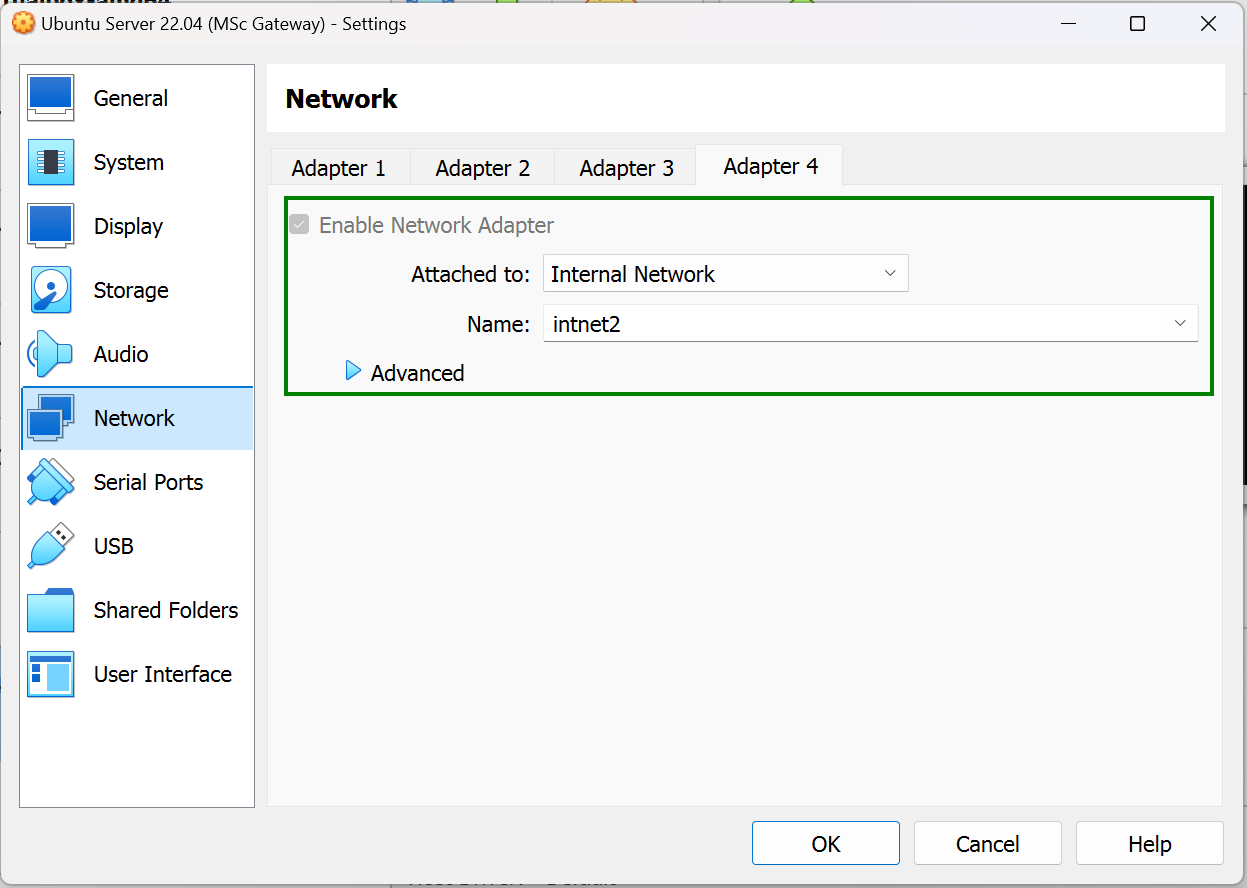 Ubuntu Server 22.04 (MSc Gateway) - Settings
General
System
Display
Storage
Audio
Network
Serial Ports
USB
Shared Folders
User Interface
Network
Adapter 1
Adapter 2
Adapter 3
Adapter 4
Enable Network Adapter
Attached to: Internal Network
Name: intnet2
Advanced
OK
Cancel
Help